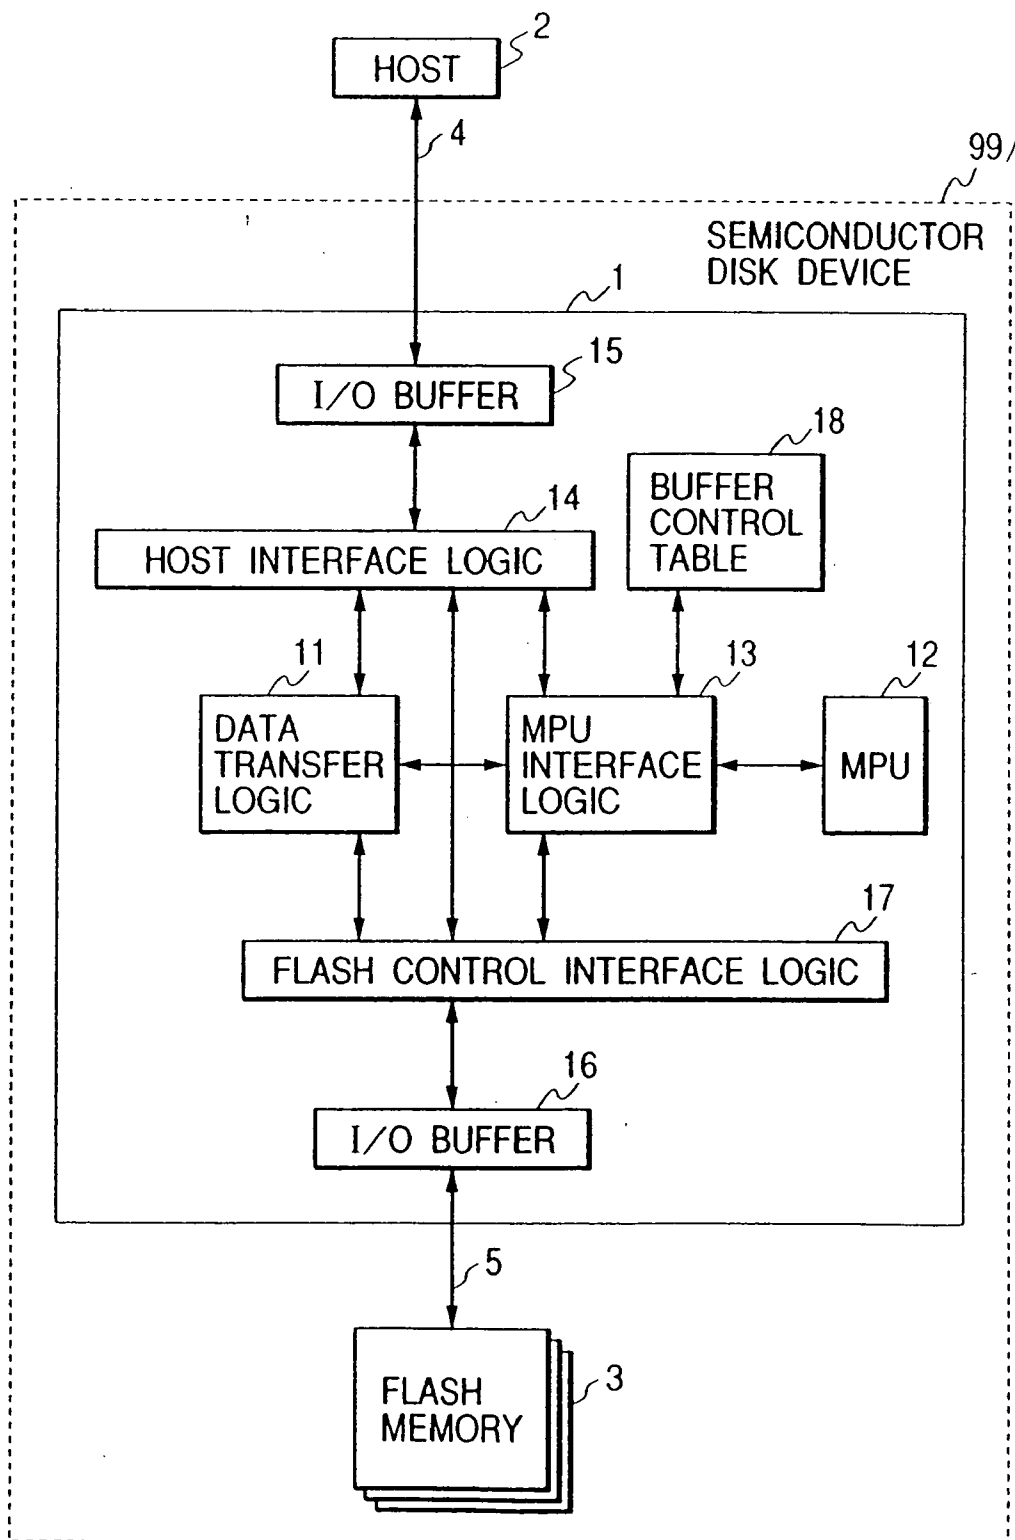 2
HOST
4
99
SEMICONDUCTOR
DISK DEVICE
1
15
I/O BUFFER
18
BUFFER
CONTROL
TABLE
14
HOST INTERFACE LOGIC
11
DATA
TRANSFER
LOGIC
13
MPU
INTERFACE
LOGIC
12
MPU
17
FLASH CONTROL INTERFACE LOGIC
16
I/O BUFFER
5
FLASH
MEMORY
3